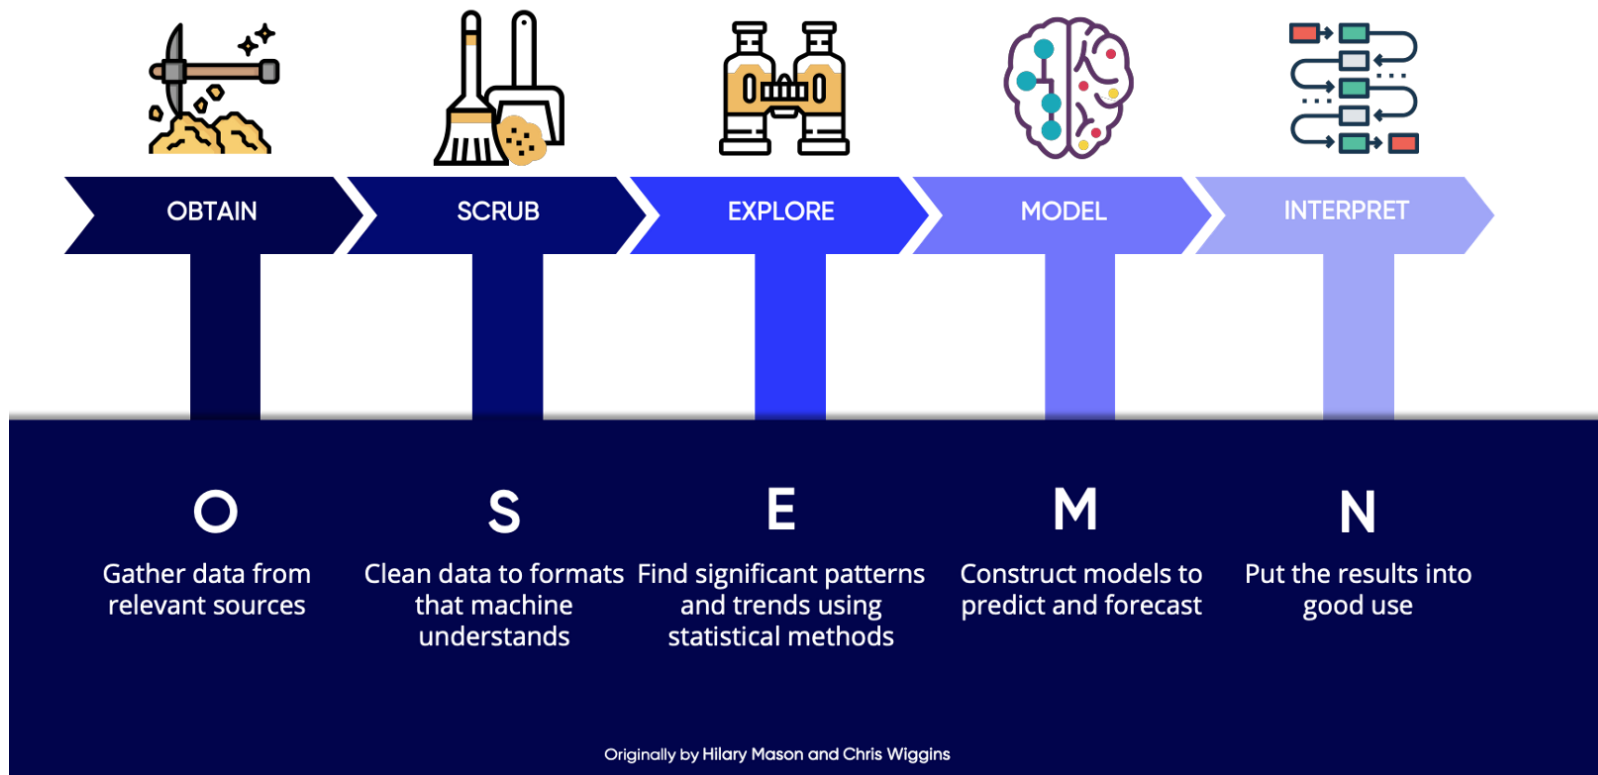 OBTAIN
SCRUB
EXPLORE
MODEL
INTERPRET
O
Gather data from
relevant sources
S
Clean data to formats
that machine
understands
E
Find significant patterns
and trends using
statistical methods
M
Construct models to
predict and forecast
N
Put the results into
good use
Originally by Hilary Mason and Chris Wiggins